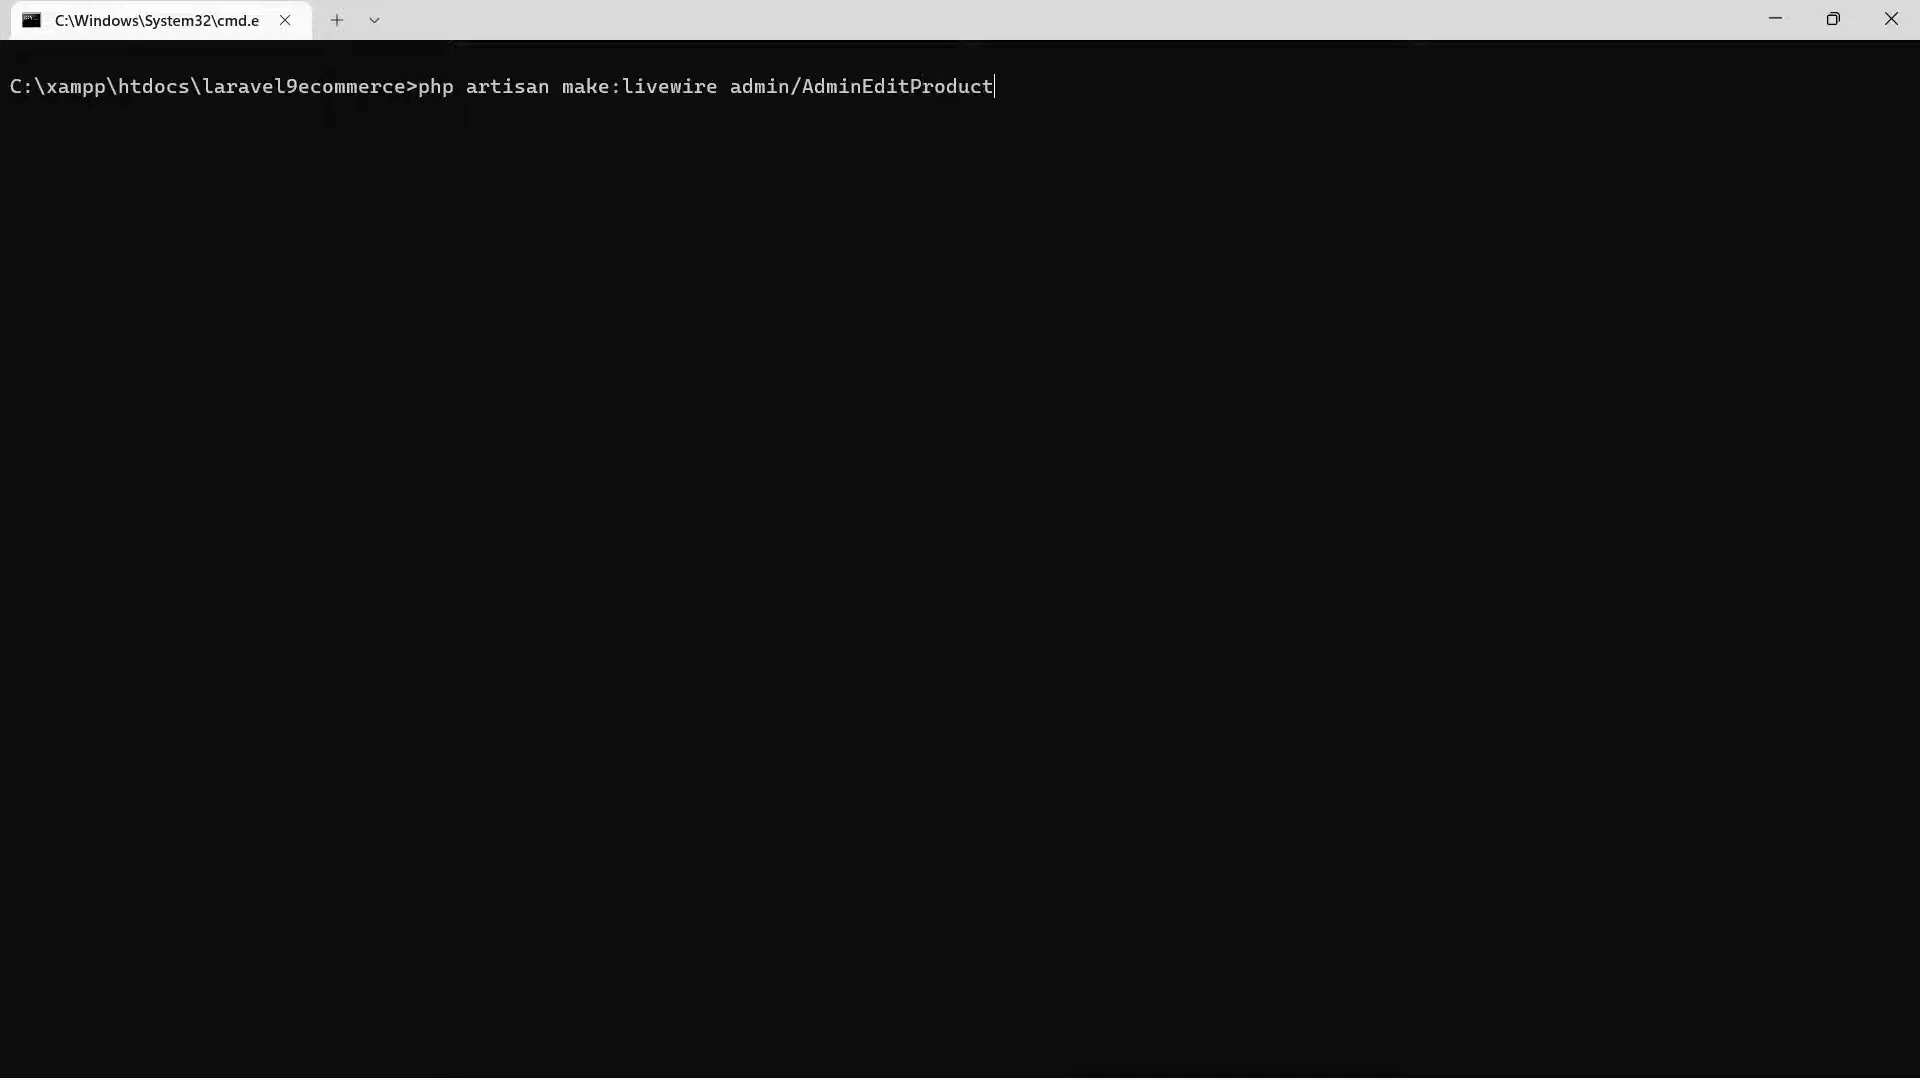 C:\Windows\System32\cmd.e
C:\xampp\htdocs\laravel9ecommerce>php artisan make:livewire admin/AdminEditProduct